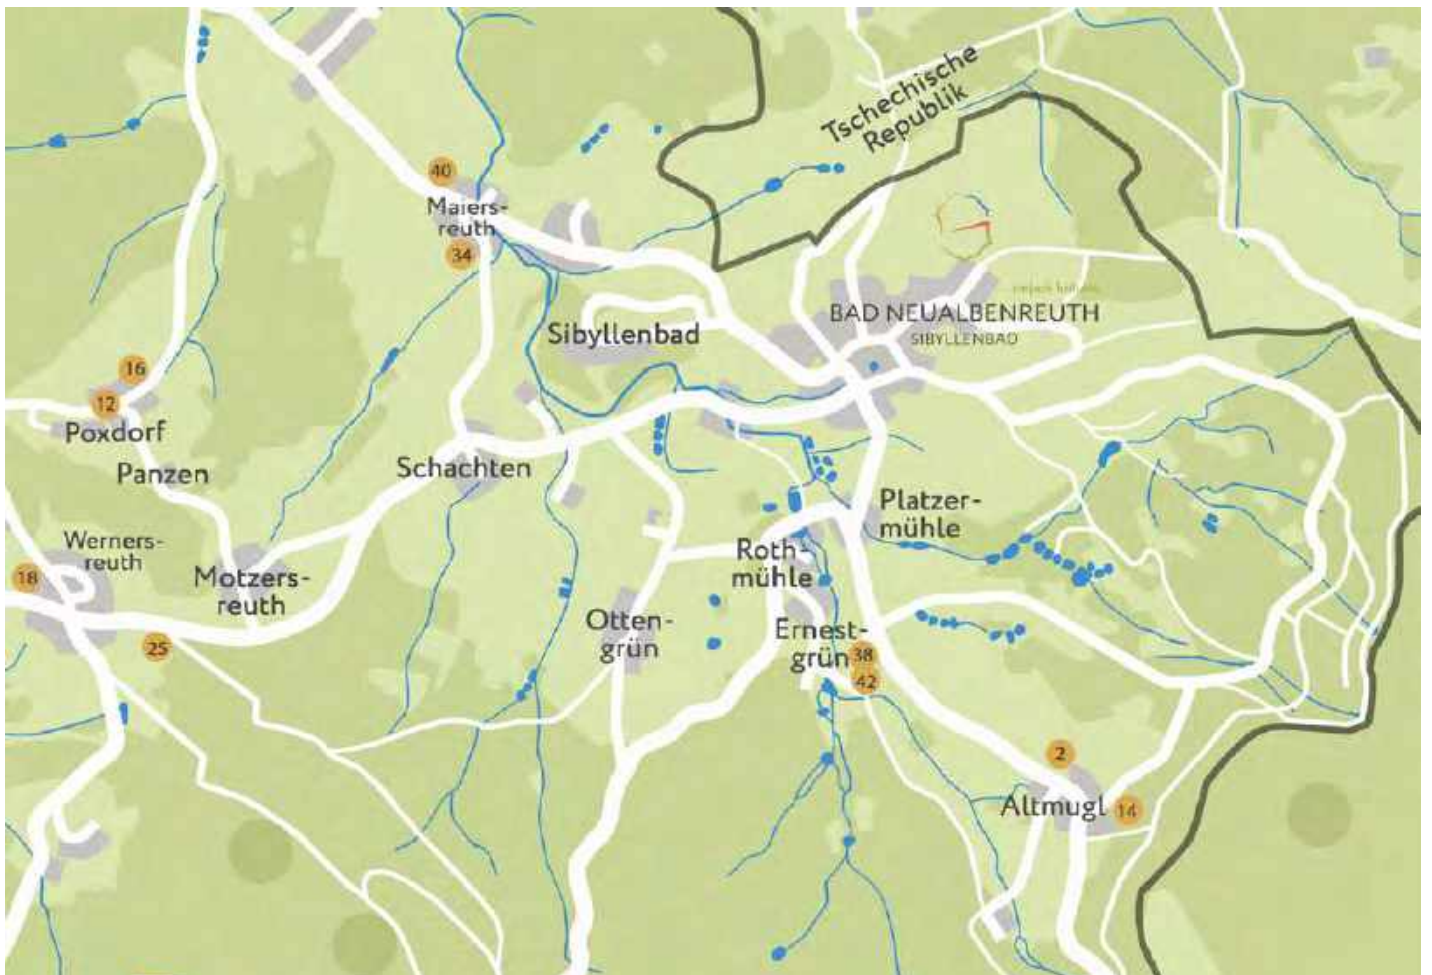 Tschechische
Republik
40
Maiers-
reuth
34
BAD NEUALBENREUTH
SIBYLLENBAD
Sibyllenbad
16
12
Poxdorf
Panzen
Schachten
Platzer-
mühle
Werners-
reuth
18
Motzers-
reuth
Roth-
mühle
25
Otten-
grün
Ernest-
grün
38
42
2
Altmugl
14